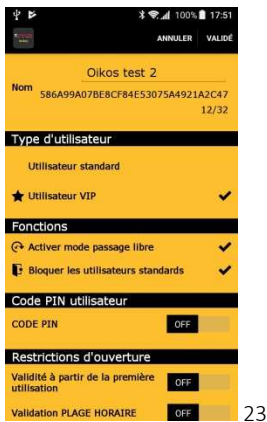 100% 17:51
ANNULER VALIDÉ
Oikos test 2
Nom
586A99A07BE8CF84E53075A4921A2C47
12/32
Type d'utilisateur
Utilisateur standard
Utilisateur VIP
Fonctions
Activer mode passage libre
Bloquer les utilisateurs standards
Code PIN utilisateur
CODE PIN OFF
Restrictions d'ouverture
Validité à partir de la première
utilisation OFF
Validation PLAGE HORAIRE OFF
23